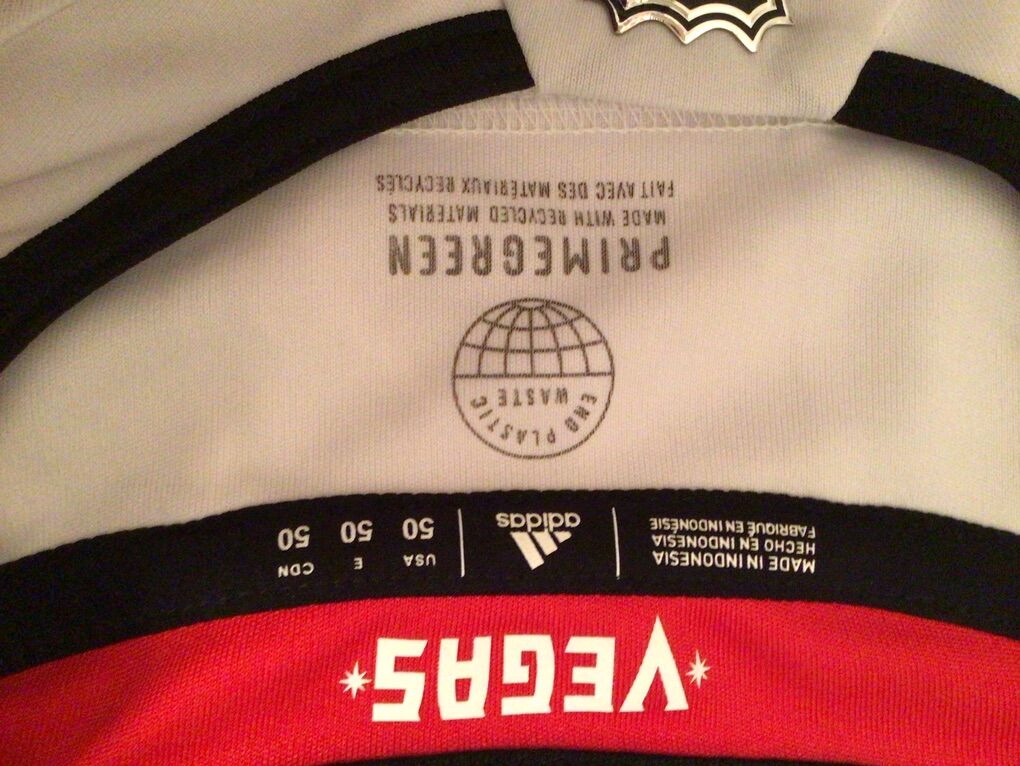 VEGAS
MADE IN INDONESIA
HECHO EN INDONESIA
FABRIQUÉ EN INDONÉSIE
adidas
USA E CDN
50 50 50
END PLASTIC
WASTE
PRIMEGREEN
MADE WITH RECYCLED MATERIALS
FAIT AVEC DES MATÉRIAUX RECYCLÉS